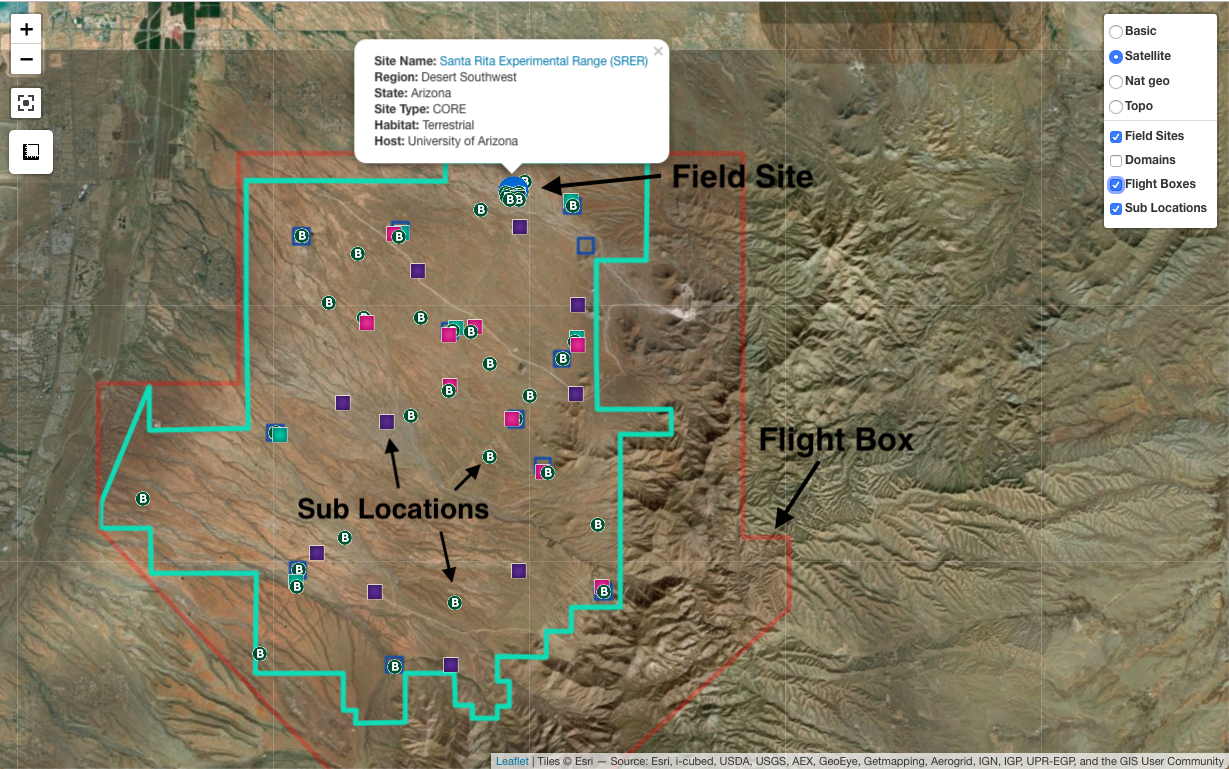 +
−
Site Name: Santa Rita Experimental Range (SRER)
Region: Desert Southwest
State: Arizona
Site Type: CORE
Habitat: Terrestrial
Host: University of Arizona
×
Basic
Satellite
Nat geo
Topo
Field Sites
Domains
Flight Boxes
Sub Locations
Field Site
B
B B
B
B
B
B
B
B
B
B
B
B
B
B
B
B
Flight Box
B
B
B
Sub Locations
B
B
B
B
B
B
B
B
Leaflet | Tiles © Esri — Source: Esri, i-cubed, USDA, USGS, AEX, GeoEye, Getmapping, Aerogrid, IGN, IGP, UPR-EGP, and the GIS User Community